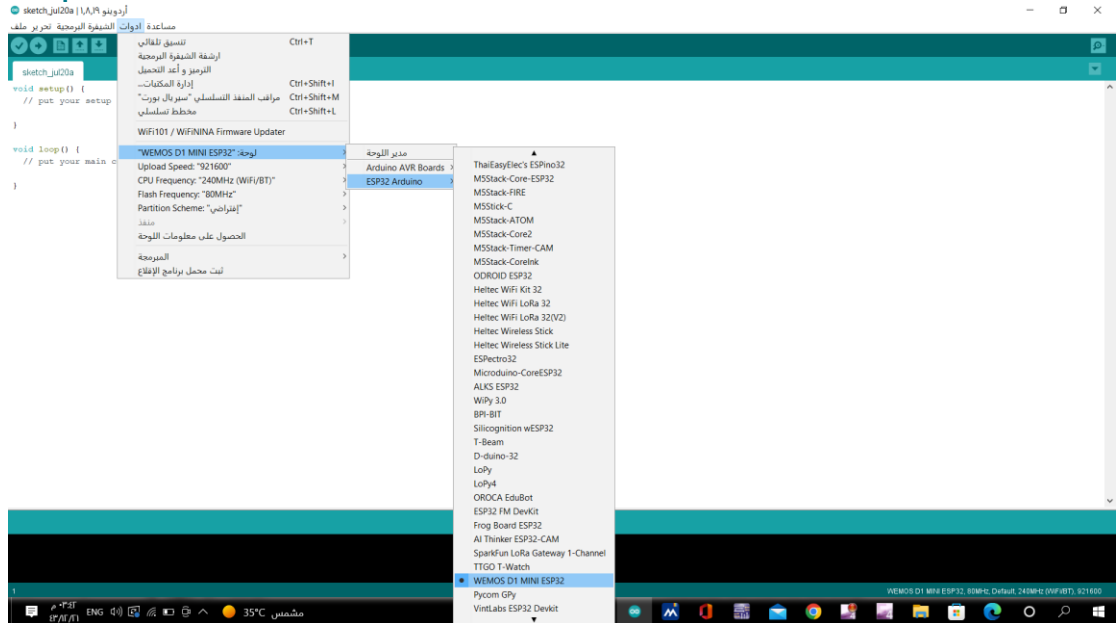 sketch_jul20a | أردوينو ١,٨,١٩
ملف تحرير الشيفرة البرمجية ادوات مساعدة
sketch_jul20a
void setup() {
// put your setup
}
void loop() {
// put your main c
}
تنسيق تلقائي Ctrl+T
ارشفة الشيفرة البرمجية
الترميز و أعد التحميل
إدارة المكتبات... Ctrl+Shift+I
مراقب المنفذ التسلسلي "سيريال بورت" Ctrl+Shift+M
مخطط تسلسلي Ctrl+Shift+L
WiFi101 / WiFiNINA Firmware Updater
لوحة: "WEMOS D1 MINI ESP32"
Upload Speed: "921600"
CPU Frequency: "240MHz (WiFi/BT)"
Flash Frequency: "80MHz"
Partition Scheme: "إفتراضي"
منفذ
الحصول على معلومات اللوحة
المبرمجة
ثبت محمل برنامج الإقلاع
مدير اللوحة
Arduino AVR Boards
ESP32 Arduino
ThaiEasyElec's ESPino32
M5Stack-Core-ESP32
M5Stack-FIRE
M5Stick-C
M5Stack-ATOM
M5Stack-Core2
M5Stack-Timer-CAM
M5Stack-CoreInk
ODROID ESP32
Heltec WiFi Kit 32
Heltec WiFi LoRa 32
Heltec WiFi LoRa 32(V2)
Heltec Wireless Stick
Heltec Wireless Stick Lite
ESPectro32
Microduino-CoreESP32
ALKS ESP32
WiPy 3.0
BPI-BIT
Silicognition wESP32
T-Beam
D-duino-32
LoPy
LoPy4
OROCA EduBot
ESP32 FM DevKit
Frog Board ESP32
AI Thinker ESP32-CAM
SparkFun LoRa Gateway 1-Channel
TTGO T-Watch
WEMOS D1 MINI ESP32
Pycom GPy
VintLabs ESP32 Devkit
1
WEMOS D1 MINI ESP32, 80MHz, Default, 240MHz (WiFi/BT), 921600
ENG
35°C مشمس